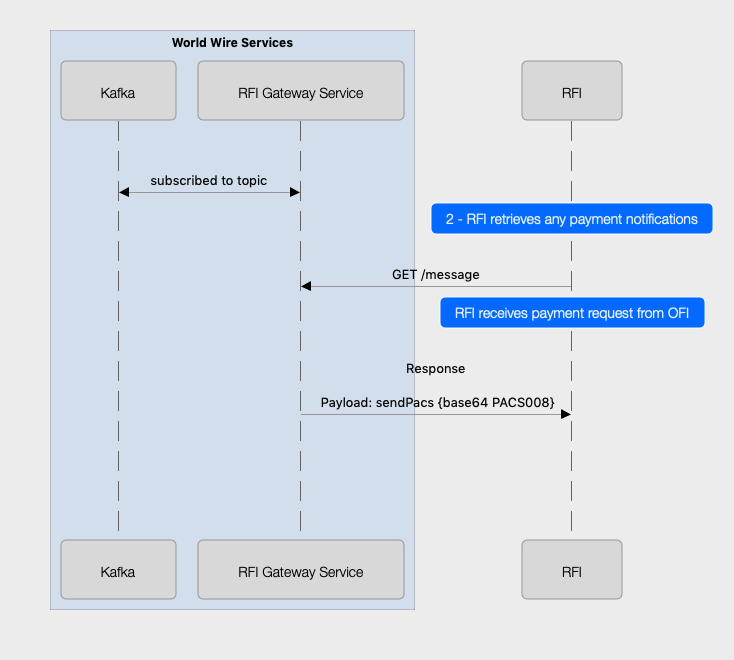 World Wire Services
Kafka
RFI Gateway Service
RFI
subscribed to topic
2 - RFI retrieves any payment notifications
GET /message
RFI receives payment request from OFI
Response
Payload: sendPacs {base64 PACS008}
Kafka
RFI Gateway Service
RFI